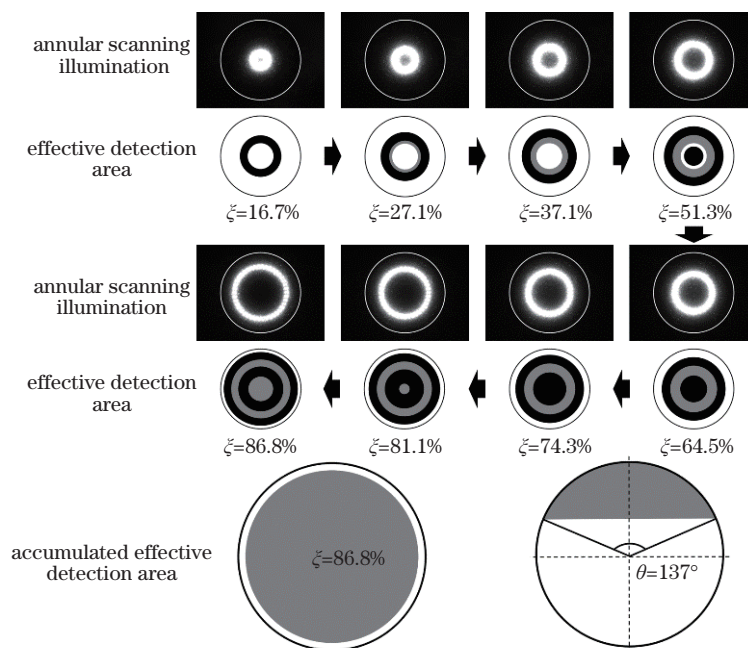 annular scanning
illumination
effective detection
area
ξ=16.7%
ξ=27.1%
ξ=37.1%
ξ=51.3%
annular scanning
illumination
effective detection
area
ξ=86.8%
ξ=81.1%
ξ=74.3%
ξ=64.5%
accumulated effective
detection area
ξ=86.8%
θ=137°